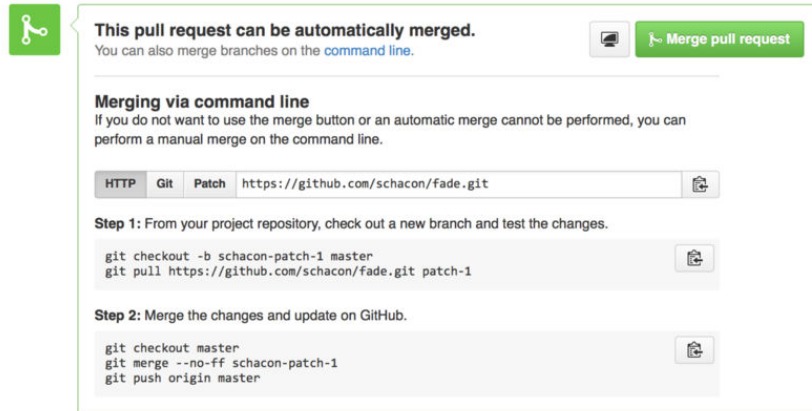 This pull request can be automatically merged.
You can also merge branches on the command line.
Merge pull request
Merging via command line
If you do not want to use the merge button or an automatic merge cannot be performed, you can
perform a manual merge on the command line.
HTTP Git Patch https://github.com/schacon/fade.git
Step 1: From your project repository, check out a new branch and test the changes.
git checkout -b schacon-patch-1 master
git pull https://github.com/schacon/fade.git patch-1
Step 2: Merge the changes and update on GitHub.
git checkout master
git merge --no-ff schacon-patch-1
git push origin master